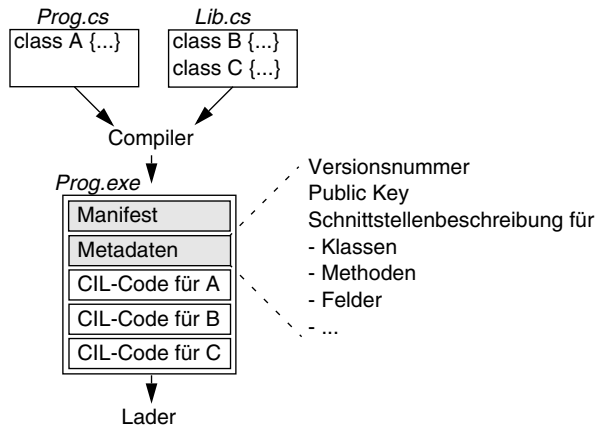 Prog.cs
class A {...}
Lib.cs
class B {...}
class C {...}
Compiler
Prog.exe
Manifest
Metadaten
CIL-Code für A
CIL-Code für B
CIL-Code für C
Versionsnummer
Public Key
Schnittstellenbeschreibung für
- Klassen
- Methoden
- Felder
- ...
Lader